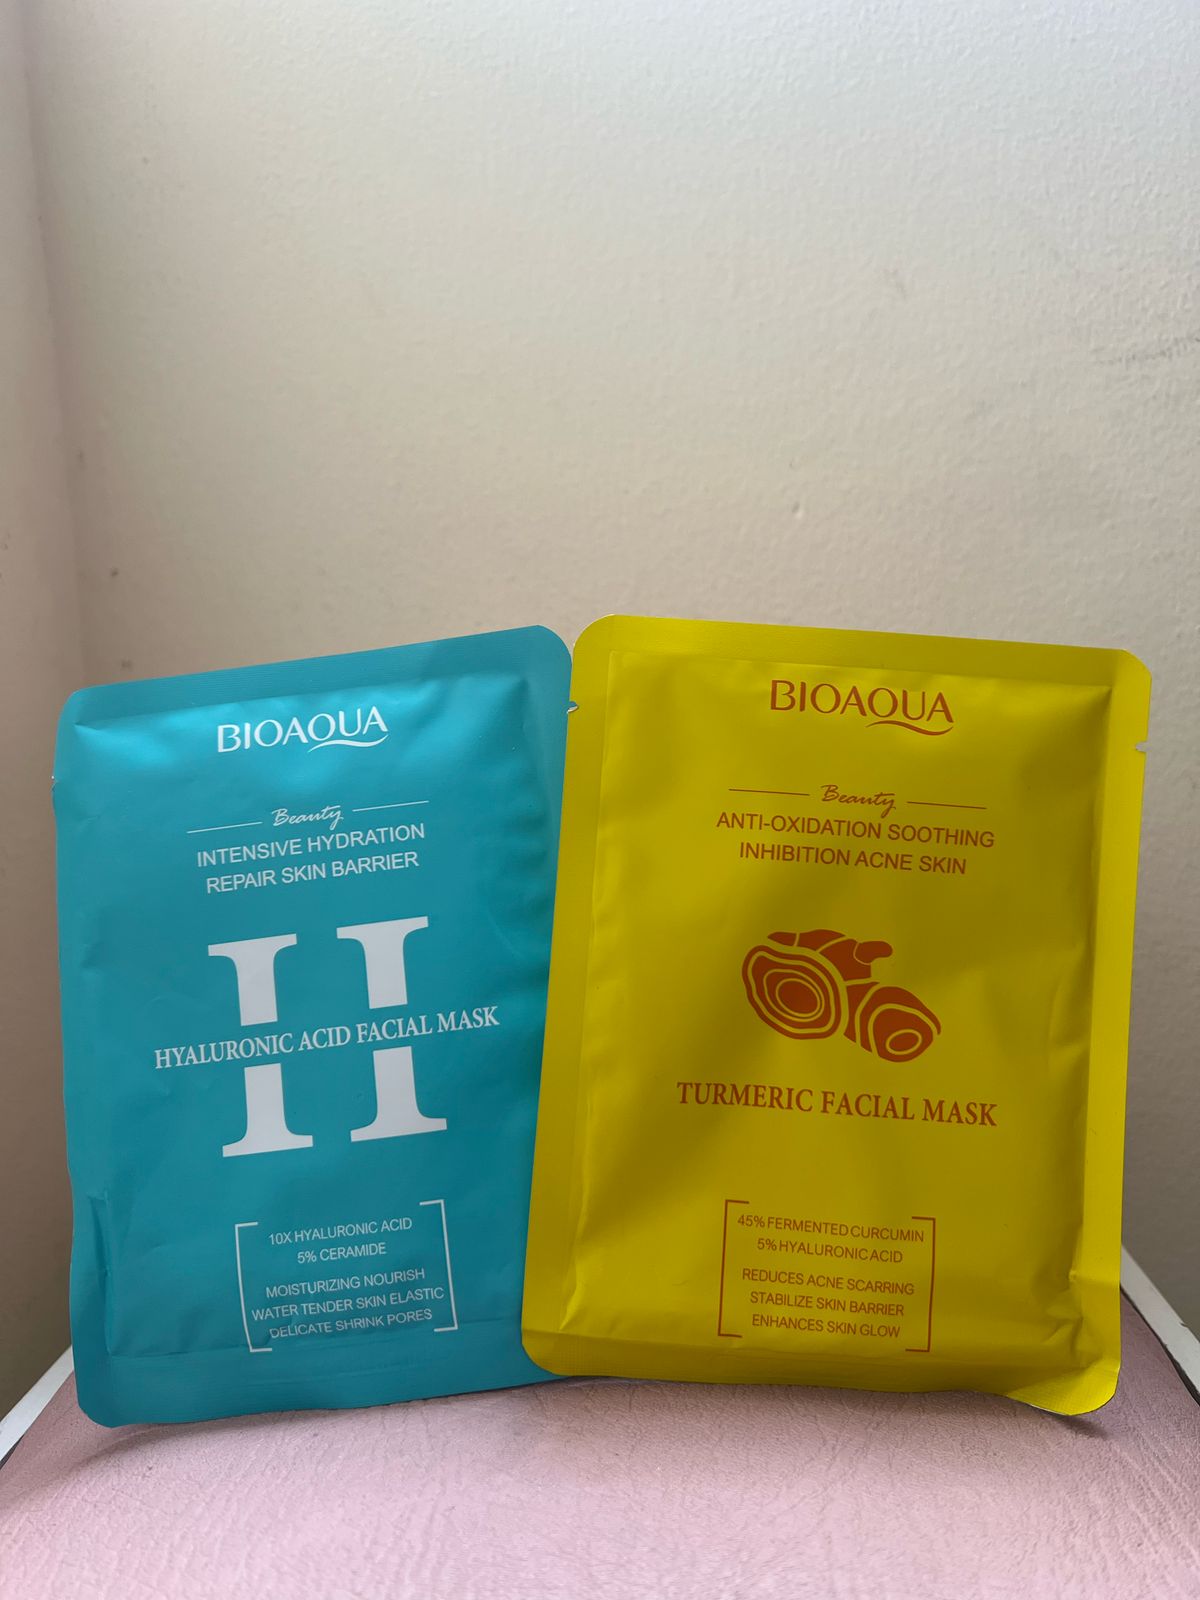 BIOAQUA
Beauty
INTENSIVE HYDRATION
REPAIR SKIN BARRIER
H
HYALURONIC ACID FACIAL MASK
10X HYALURONIC ACID
5% CERAMIDE
MOISTURIZING NOURISH
WATER TENDER SKIN ELASTIC
DELICATE SHRINK PORES
BIOAQUA
Beauty
ANTI-OXIDATION SOOTHING
INHIBITION ACNE SKIN
TURMERIC FACIAL MASK
45% FERMENTED CURCUMIN
5% HYALURONIC ACID
REDUCES ACNE SCARRING
STABILIZE SKIN BARRIER
ENHANCES SKIN GLOW